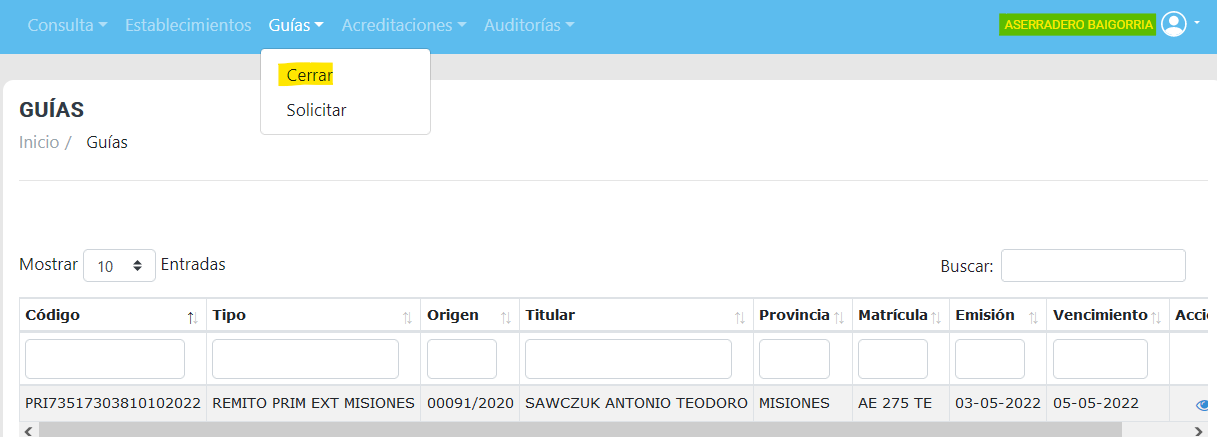 Consulta Establecimientos Guías Acreditaciones Auditorías ASERRADERO BAIGORRIA
Cerrar
Solicitar
GUÍAS
Inicio / Guías
Mostrar 10 Entradas Buscar:
Código Tipo Origen Titular Provincia Matrícula Emisión Vencimiento Acci
PRI73517303810102022 REMITO PRIM EXT MISIONES 00091/2020 SAWCZUK ANTONIO TEODORO MISIONES AE 275 TE 03-05-2022 05-05-2022